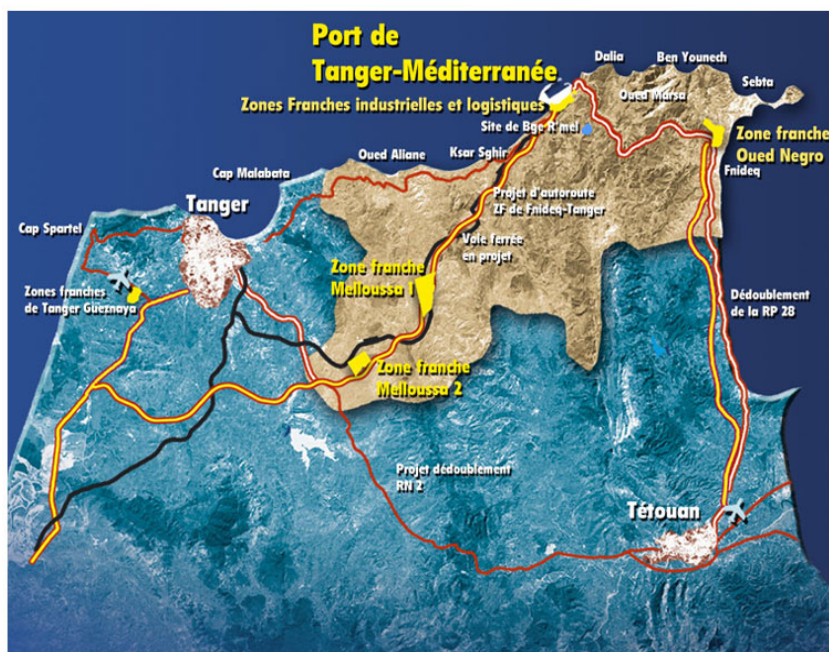 Port de
Tanger-Méditerranée
Zones Franches industrielles et logistiques
Dalia
Ben Younech
Sebta
Oued Marsa
Site de Bge R'mel
Zone franche
Oued Negro
Fnideq
Ksar Sghir
Oued Aliane
Cap Malabata
Tanger
Cap Spartel
Projet d'autoroute
ZF de Fnideq-Tanger
Voie ferrée
en projet
Zone franche
Melloussa 1
Zones franches
de Tanger Gueznaya
Dédoublement
de la RP 28
Zone franche
Melloussa 2
Projet dédoublement
RN 2
Tétouan